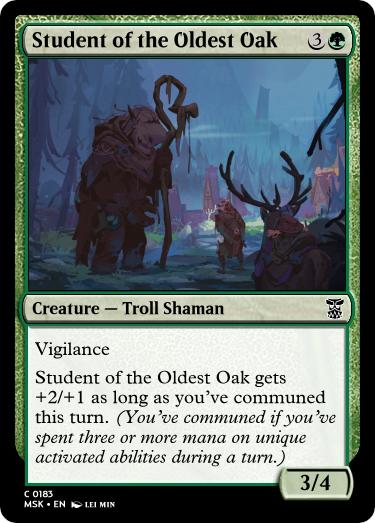 Student of the Oldest Oak 3
Creature — Troll Shaman
Vigilance
Student of the Oldest Oak gets
+2/+1 as long as you’ve communed
this turn. (You’ve communed if you’ve
spent three or more mana on unique
activated abilities during a turn.)
3/4
C 0183
MSK • EN LEI MIN